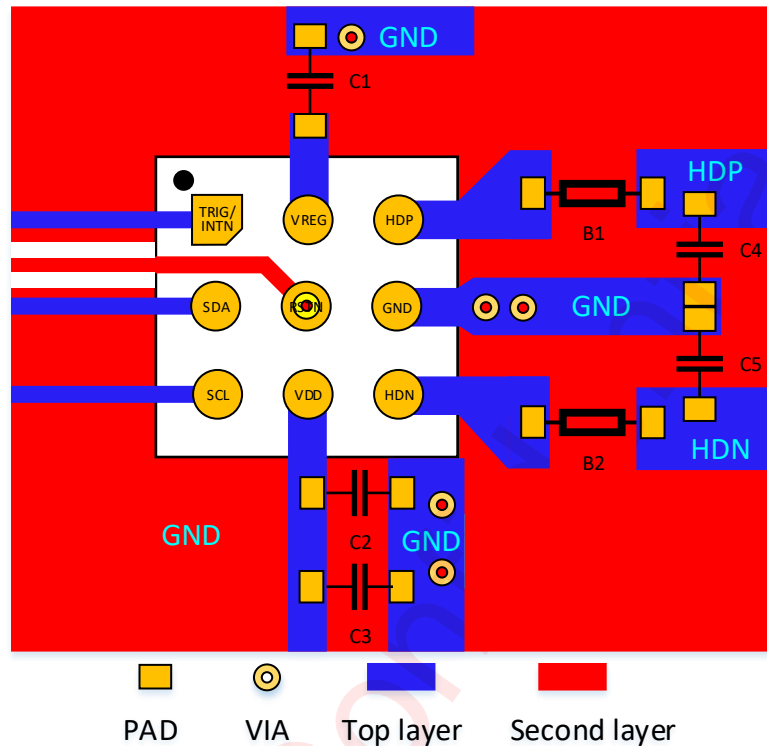 GND
C1
HDP
TRIG/
INTN
VREG
HDP
B1
C4
SDA
RSTN
GND
GND
C5
SCL
VDD
HDN
HDN
B2
GND
C2
GND
C3
PAD
VIA
Top layer
Second layer